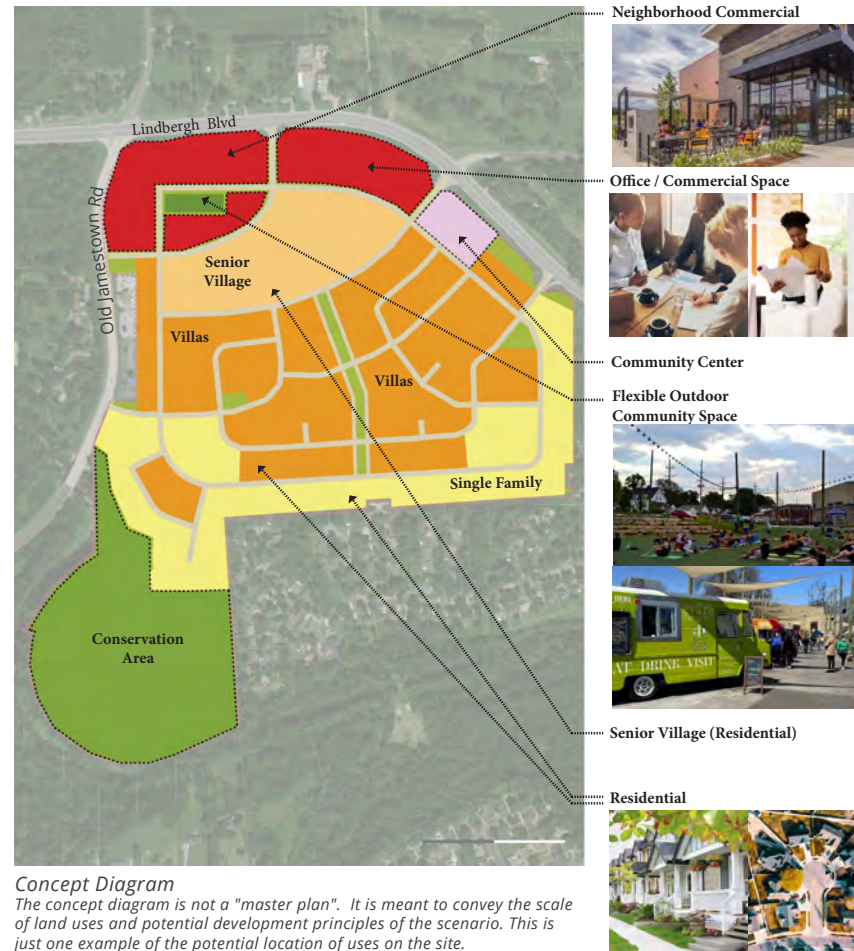 Neighborhood Commercial
Lindbergh Blvd
Office / Commercial Space
Old Jamestown Rd
Senior
Village
Villas
Villas
Community Center
Flexible Outdoor
Community Space
Single Family
Conservation
Area
AT DRINK VISIT
Senior Village (Residential)
Residential
Concept Diagram
The concept diagram is not a "master plan". It is meant to convey the scale
of land uses and potential development principles of the scenario. This is
just one example of the potential location of uses on the site.